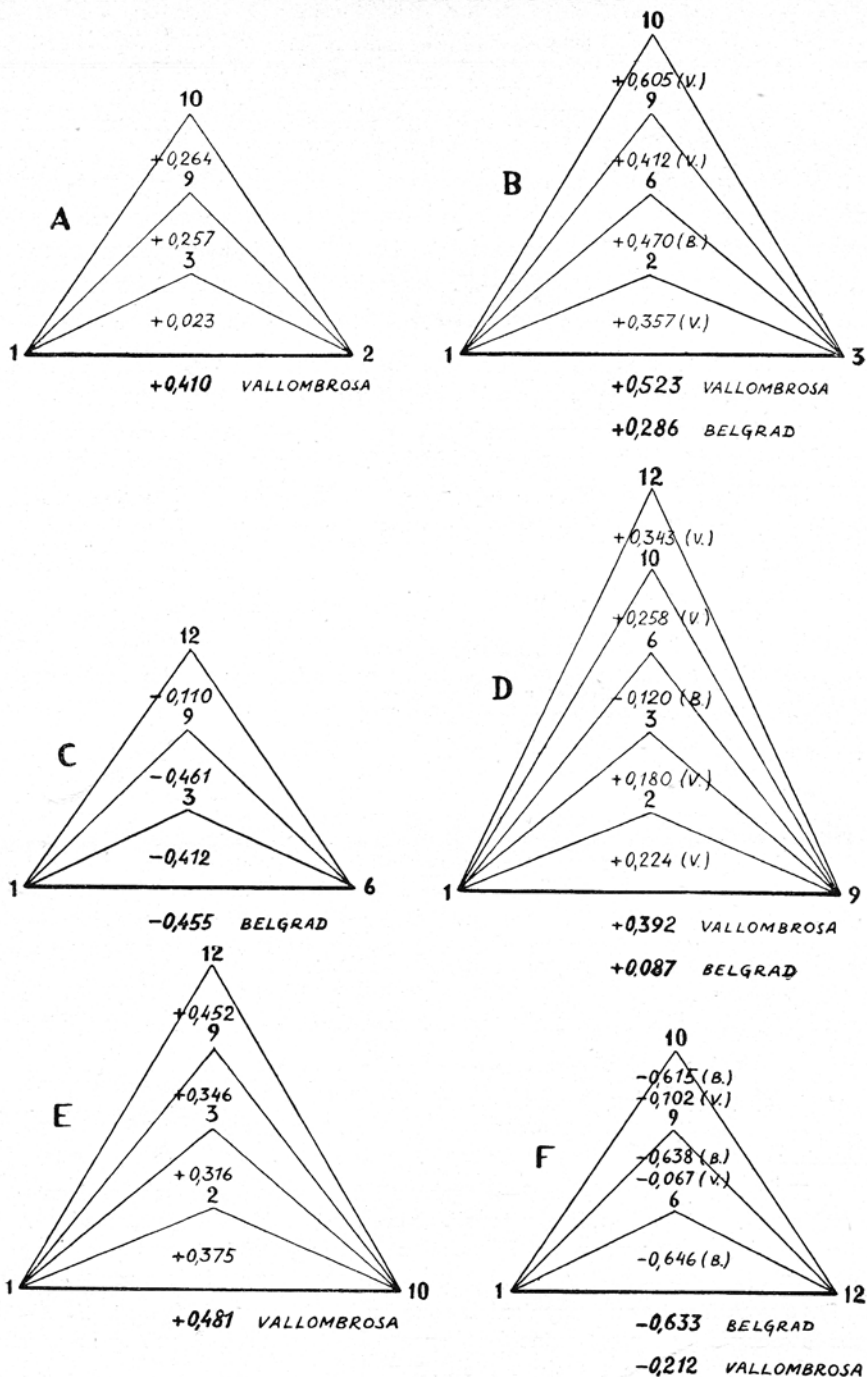 10
+0,264
9
A
+0,257
3
+0,023
1 2
+0,410 VALLOMBROSA
10
+0,605 (V.)
9
+0,412 (V.)
B
6
+0,470 (B.)
2
+0,357 (V.)
1 3
+0,523 VALLOMBROSA
+0,286 BELGRAD
12
-0,110
9
C
-0,461
3
-0,412
1 6
-0,455 BELGRAD
12
+0,343 (V.)
10
+0,258 (V.)
6
D
-0,120 (B.)
3
+0,180 (V.)
2
+0,224 (V.)
1 9
+0,392 VALLOMBROSA
+0.087 BELGRAD
12
+0,452
9
+0,346
E
3
+0,316
2
+0,375
1 10
+0,481 VALLOMBROSA
10
-0,615 (B.)
-0,102 (V.)
9
F
-0,638 (B.)
-0,067 (V.)
6
-0,646 (B.)
1 12
-0,633 BELGRAD
-0,212 VALLOMBROSA